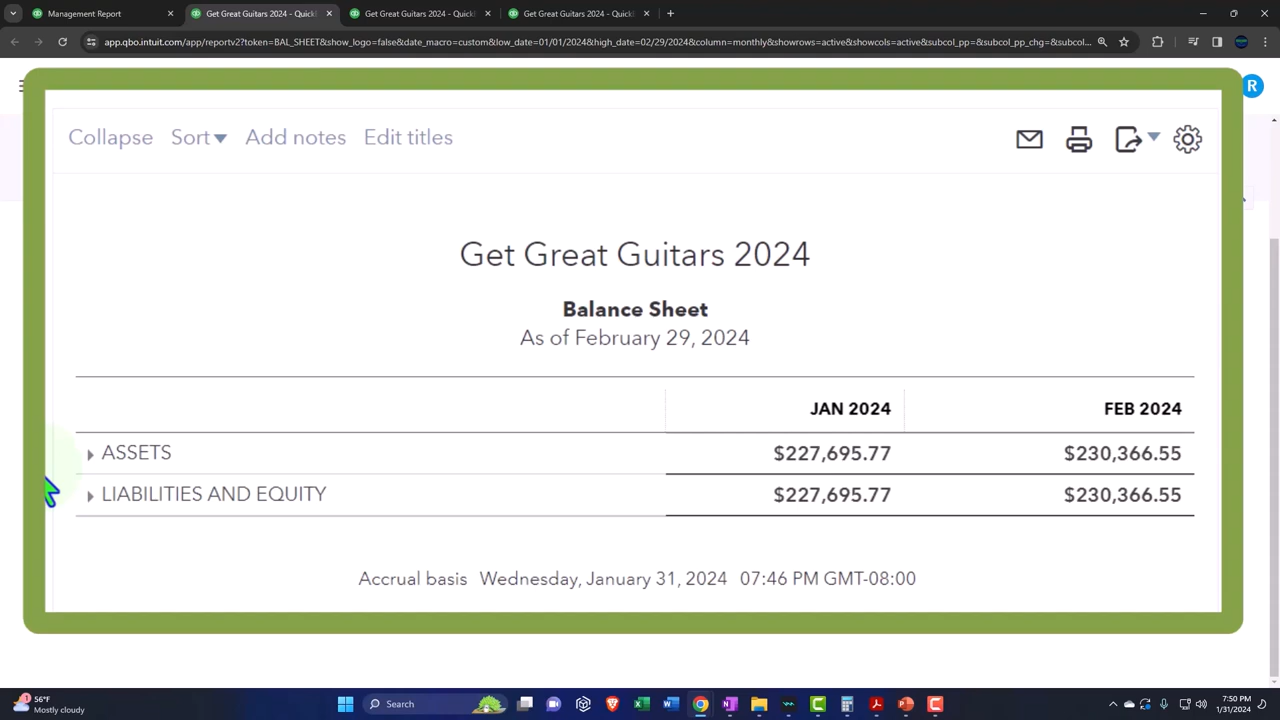 Management Report
Get Great Guitars 2024 - QuickB
Get Great Guitars 2024 - QuickB
Get Great Guitars 2024 - QuickB
app.qbo.intuit.com/app/reportv2?token=BAL_SHEET&show_logo=false&date_macro=custom&low_date=01/01/2024&high_date=02/29/2024&column=monthly&showrows=active&showcols=active&subcol_pp=&subcol_pp_chg=&subcol_pp...
R
Collapse Sort Add notes Edit titles
Get Great Guitars 2024
Balance Sheet
As of February 29, 2024
JAN 2024 FEB 2024
ASSETS $227,695.77 $230,366.55
LIABILITIES AND EQUITY $227,695.77 $230,366.55
Accrual basis Wednesday, January 31, 2024 07:46 PM GMT-08:00
1
56°F
Mostly cloudy
Search
7:50 PM
1/31/2024